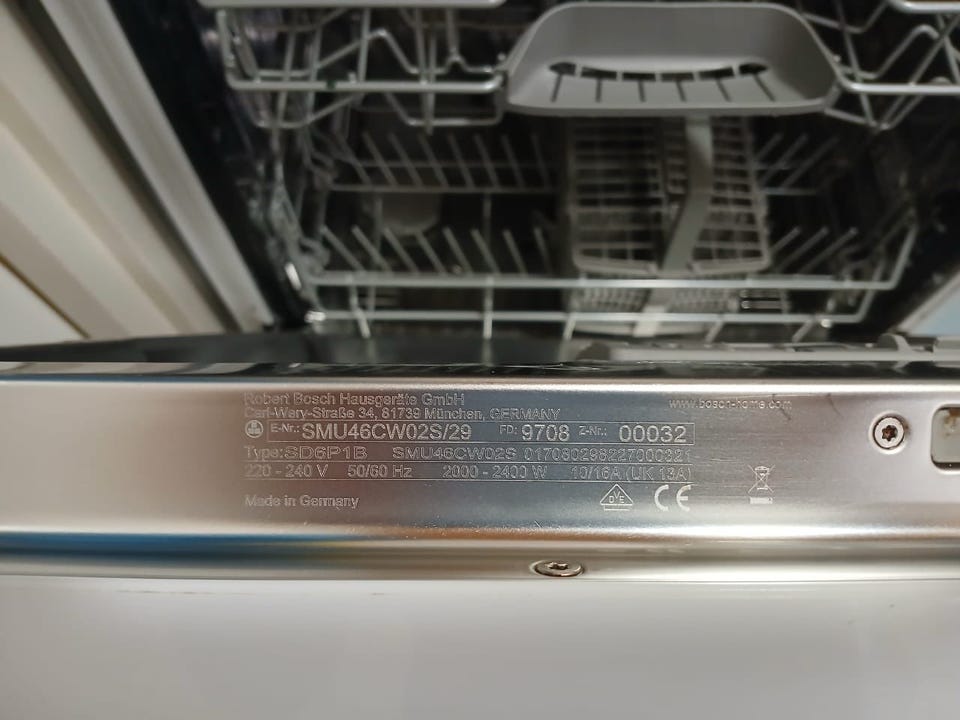 Robert Bosch Hausgeräte GmbH
Carl-Wery-Straße 34, 81739 München, GERMANY
www.bosch-home.com
E-Nr.: SMU46CW02S/29 FD: 9708 Z-Nr.: 00032
Type: SD6P1B SMU46CW02S 017080298227000321
220 - 240 V 50/60 Hz 2000 - 2400 W 10/16A (UK 13A)
Made in Germany
DVE CE